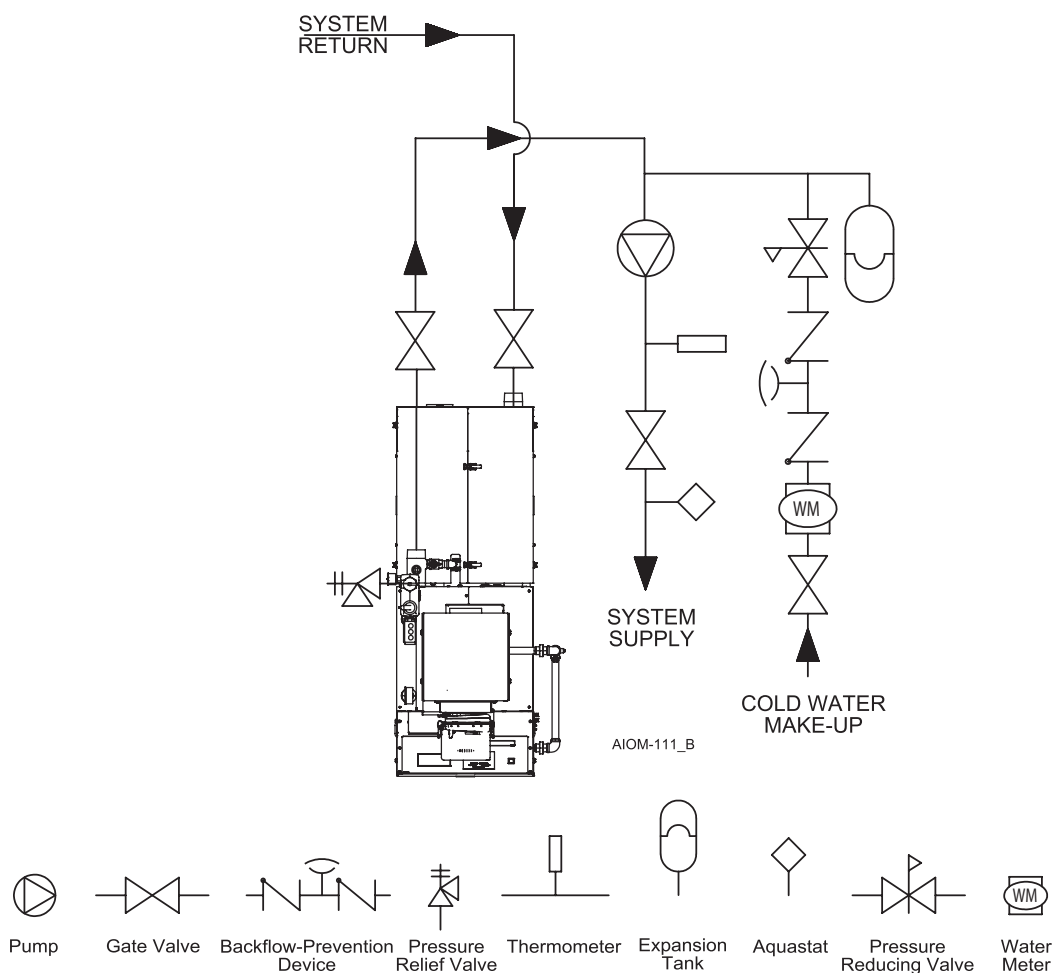 SYSTEM
RETURN
WM
SYSTEM
SUPPLY
COLD WATER
MAKE-UP
AIOM-111_B
WM
Pump
Gate Valve
Backflow-Prevention
Device
Pressure
Relief Valve
Thermometer
Expansion
Tank
Aquastat
Pressure
Reducing Valve
Water
Meter